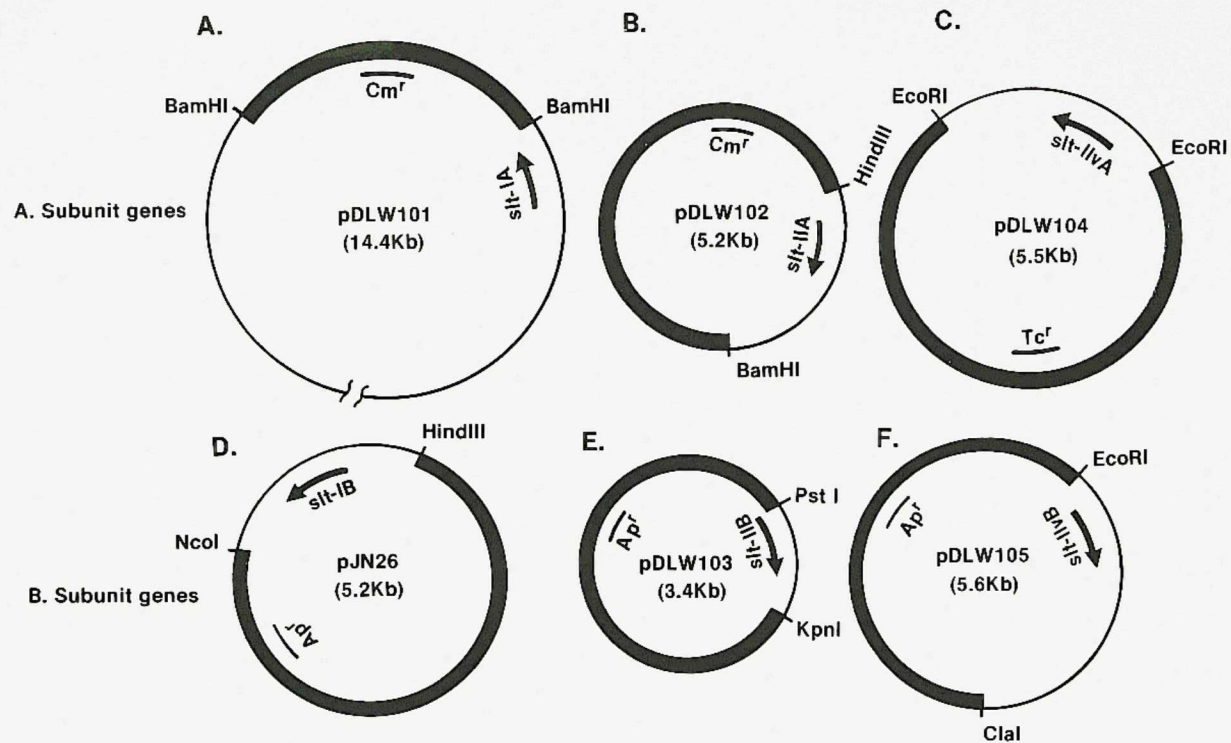 A.
B.
C.
BamHI
Cmʳ
BamHI
slt-IA
pDLW101
(14.4Kb)
A. Subunit genes
Cmʳ
HindIII
pDLW102
(5.2Kb)
slt-IIA
BamHI
EcoRI
slt-IIvA
EcoRI
pDLW104
(5.5Kb)
Tcʳ
D.
HindIII
slt-IB
NcoI
pJN26
(5.2Kb)
Apʳ
B. Subunit genes
E.
Pst I
Apʳ
slt-IIB
pDLW103
(3.4Kb)
KpnI
F.
EcoRI
Apʳ
slt-IIvB
pDLW105
(5.6Kb)
ClaI